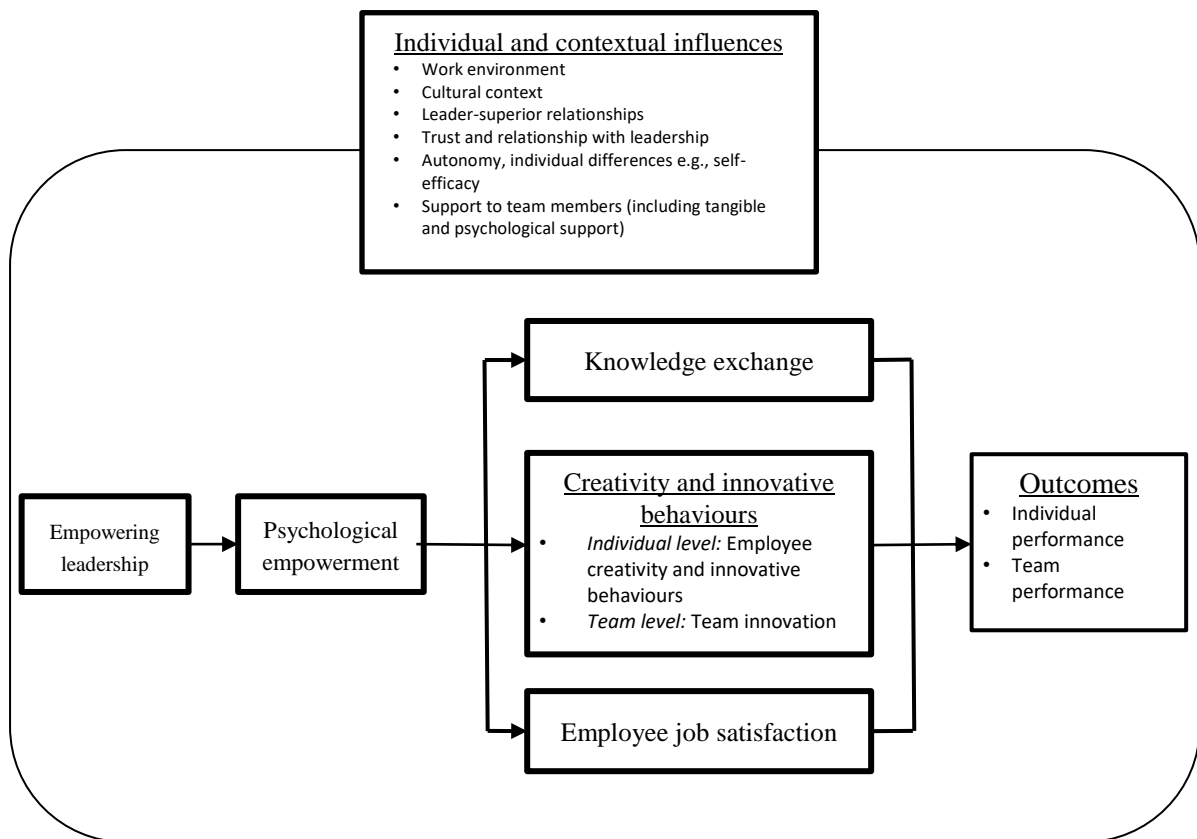 Individual and contextual influences
• Work environment
• Cultural context
• Leader-superior relationships
• Trust and relationship with leadership
• Autonomy, individual differences e.g., self-
efficacy
• Support to team members (including tangible
and psychological support)
Empowering
leadership
Psychological
empowerment
Knowledge exchange
Creativity and innovative
behaviours
• Individual level: Employee
creativity and innovative
behaviours
• Team level: Team innovation
Employee job satisfaction
Outcomes
• Individual
performance
• Team
performance